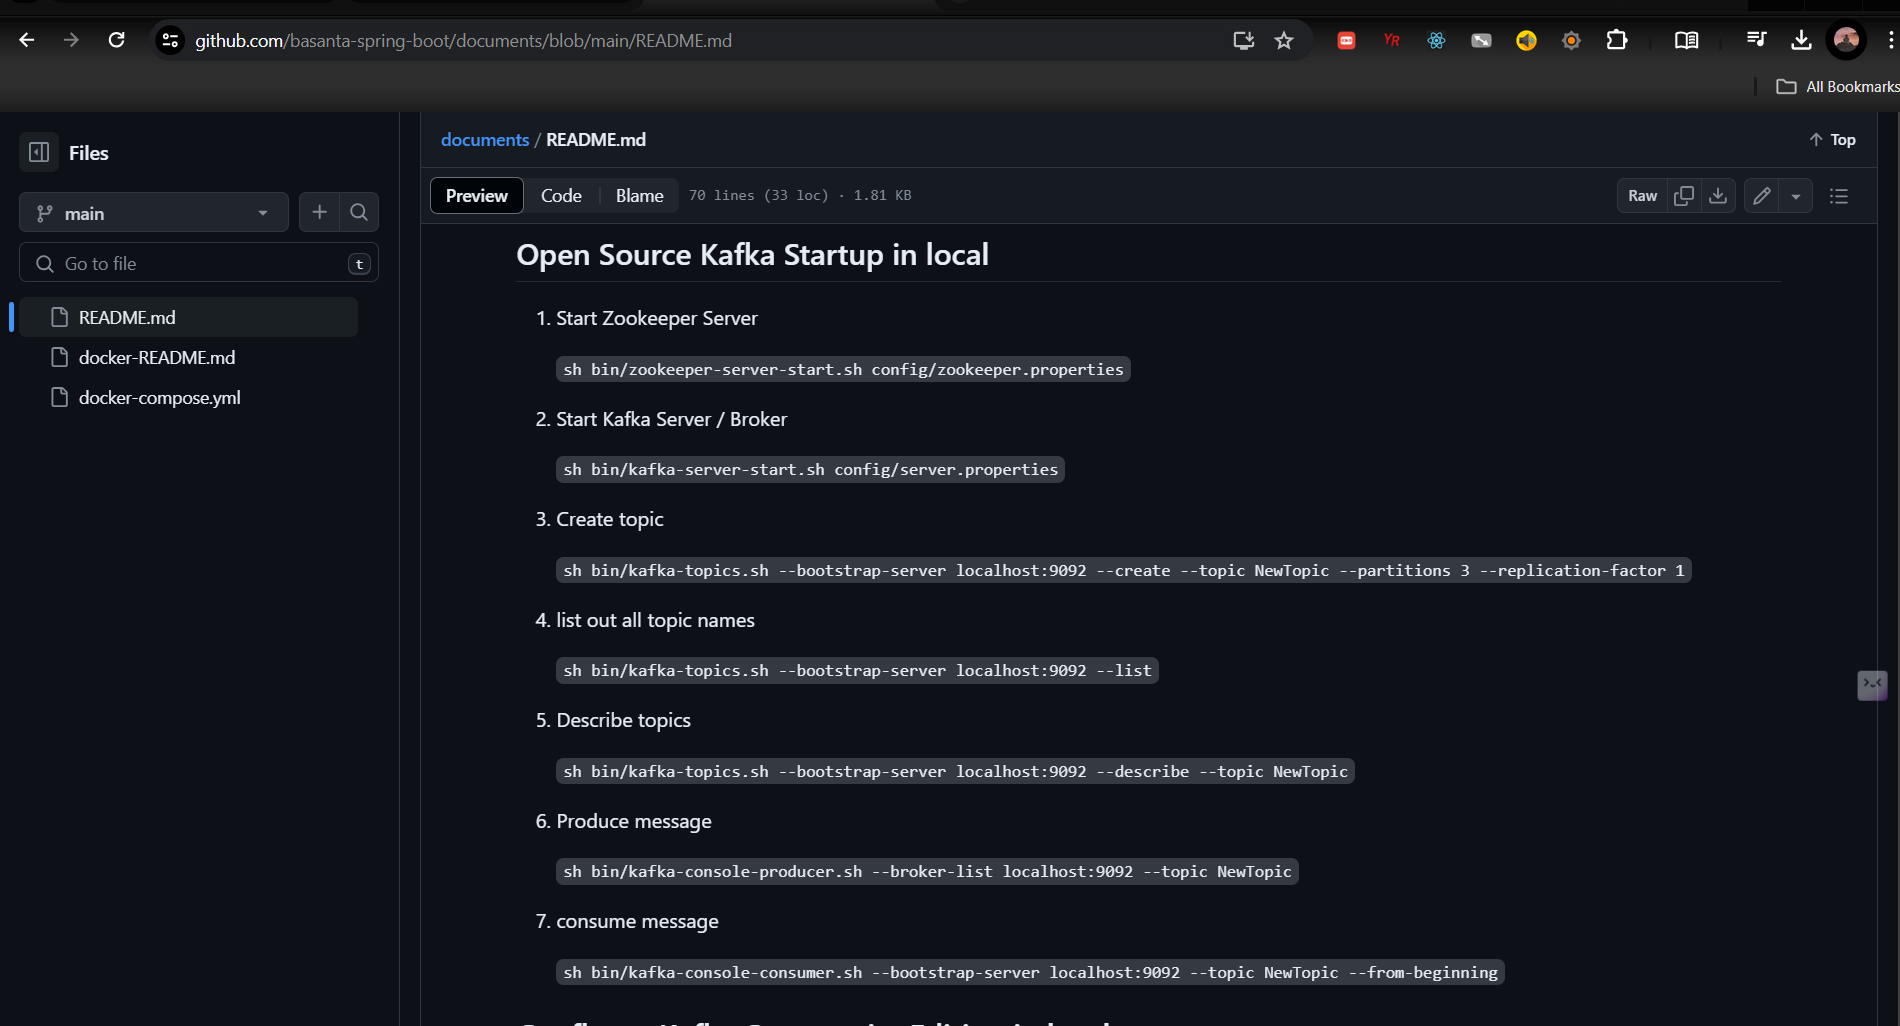 github.com/basanta-spring-boot/documents/blob/main/README.md
YR
All Bookmarks
Files
documents / README.md
Top
main
Preview
Code
Blame
70 lines (33 loc) · 1.81 KB
Raw
Go to file
t
README.md
docker-README.md
docker-compose.yml
Open Source Kafka Startup in local
1. Start Zookeeper Server
sh bin/zookeeper-server-start.sh config/zookeeper.properties
2. Start Kafka Server / Broker
sh bin/kafka-server-start.sh config/server.properties
3. Create topic
sh bin/kafka-topics.sh --bootstrap-server localhost:9092 --create --topic NewTopic --partitions 3 --replication-factor 1
4. list out all topic names
sh bin/kafka-topics.sh --bootstrap-server localhost:9092 --list
5. Describe topics
sh bin/kafka-topics.sh --bootstrap-server localhost:9092 --describe --topic NewTopic
6. Produce message
sh bin/kafka-console-producer.sh --broker-list localhost:9092 --topic NewTopic
7. consume message
sh bin/kafka-console-consumer.sh --bootstrap-server localhost:9092 --topic NewTopic --from-beginning